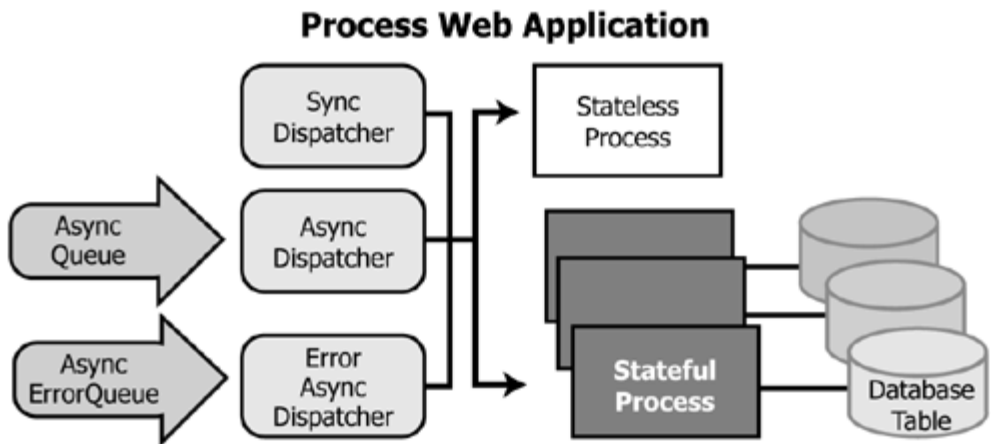 Process Web Application
Sync
Dispatcher
Stateless
Process
Async
Queue
Async
Dispatcher
Async
ErrorQueue
Error
Async
Dispatcher
Stateful
Process
Database
Table